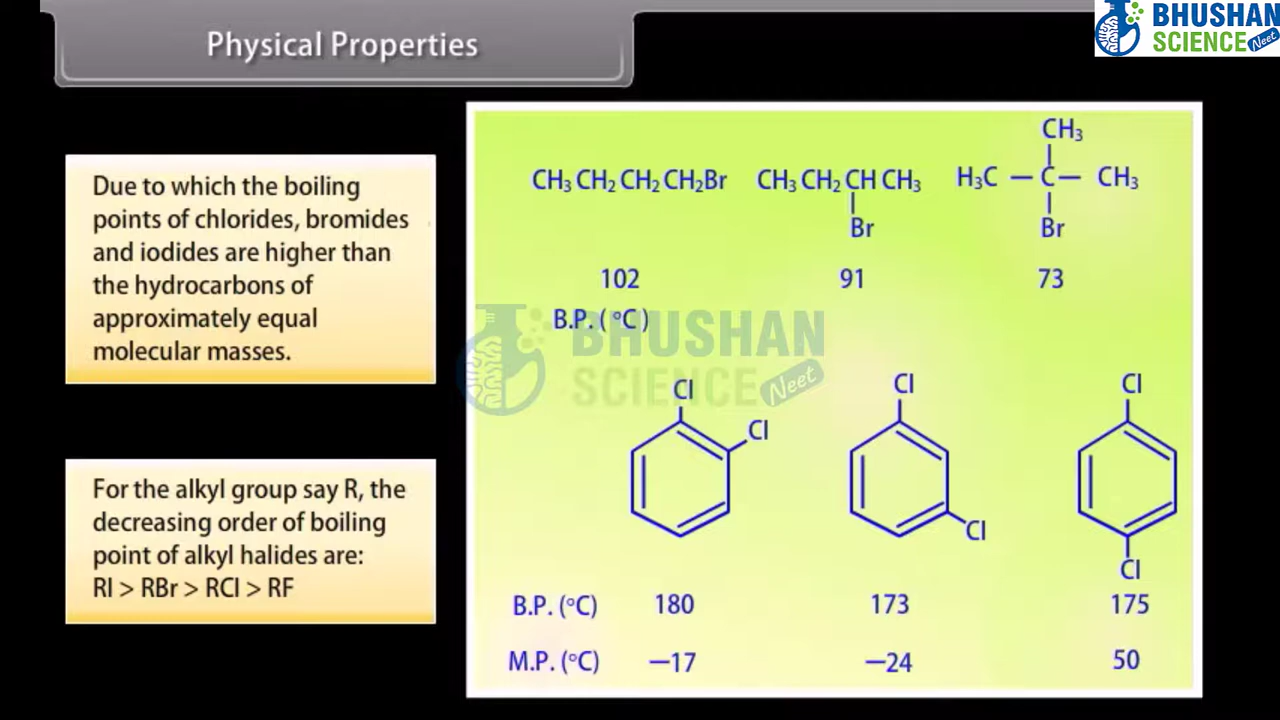 Physical Properties
BHUSHAN
SCIENCE Neet
Due to which the boiling
points of chlorides, bromides
and iodides are higher than
the hydrocarbons of
approximately equal
molecular masses.
For the alkyl group say R, the
decreasing order of boiling
point of alkyl halides are:
RI > RBr > RCl > RF
CH₃
CH₃ CH₂ CH₂ CH₂Br CH₃ CH₂ CH CH₃ H₃C — C — CH₃
Br Br
102 91 73
B.P. ( °C )
BHUSHAN
SCIENCE Neet
Cl Cl Cl
Cl
Cl
Cl
B.P. (°C) 180 173 175
M.P. (°C) —17 —24 50